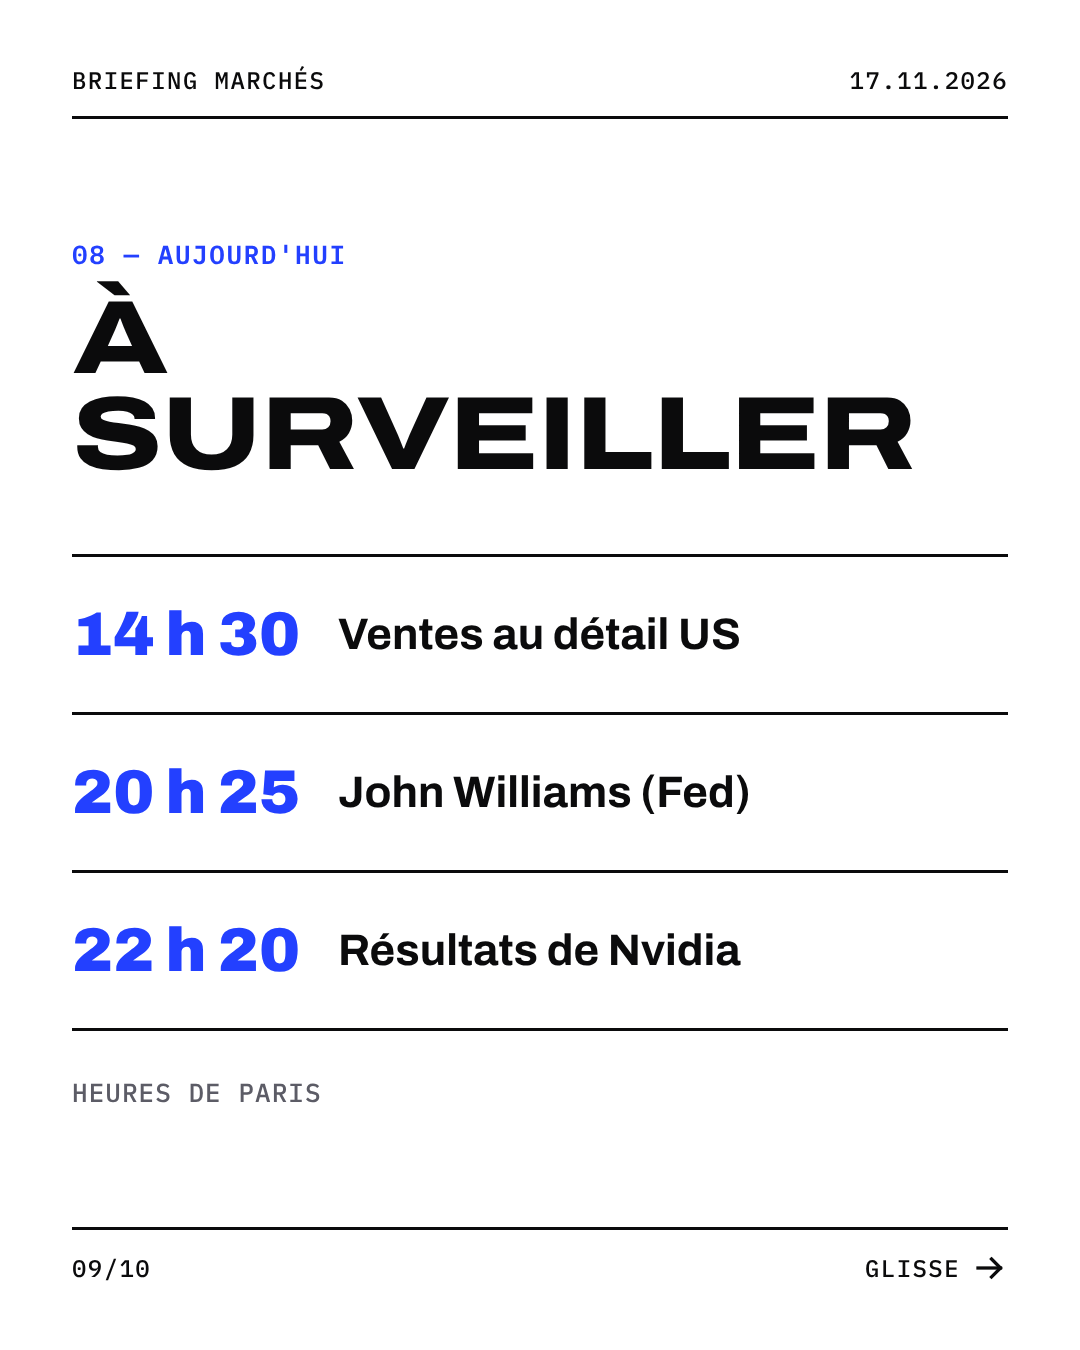 BRIEFING MARCHÉS 17.11.2026
08 — AUJOURD'HUI
À
SURVEILLER
14 h 30 Ventes au détail US
20 h 25 John Williams (Fed)
22 h 20 Résultats de Nvidia
HEURES DE PARIS
09/10 GLISSE →